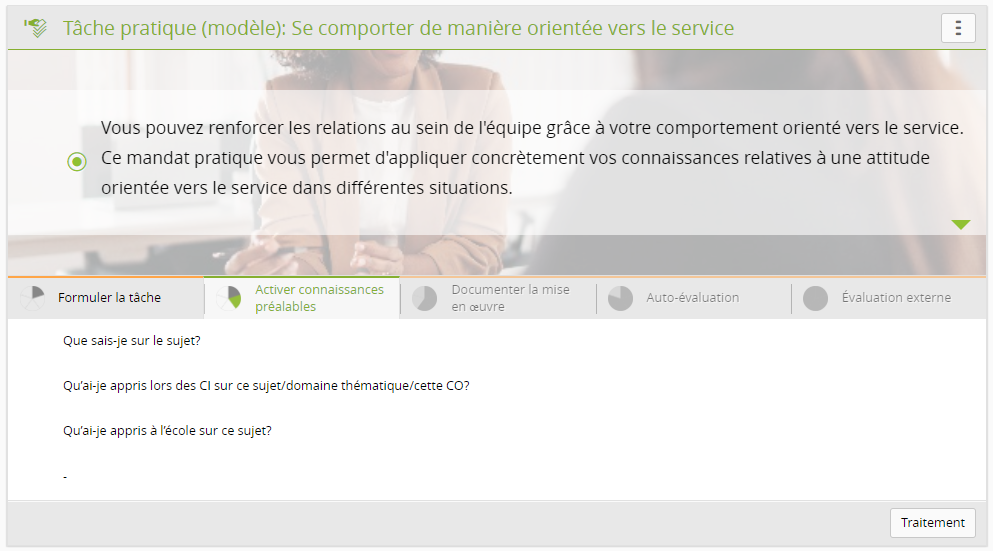 Tâche pratique (modèle): Se comporter de manière orientée vers le service
Vous pouvez renforcer les relations au sein de l'équipe grâce à votre comportement orienté vers le service.
Ce mandat pratique vous permet d'appliquer concrètement vos connaissances relatives à une attitude
orientée vers le service dans différentes situations.
Formuler la tâche
Activer connaissances
préalables
Documenter la mise
en œuvre
Auto-évaluation
Évaluation externe
Que sais-je sur le sujet?
Qu'ai-je appris lors des CI sur ce sujet/domaine thématique/cette CO?
Qu'ai-je appris à l'école sur ce sujet?
-
Traitement